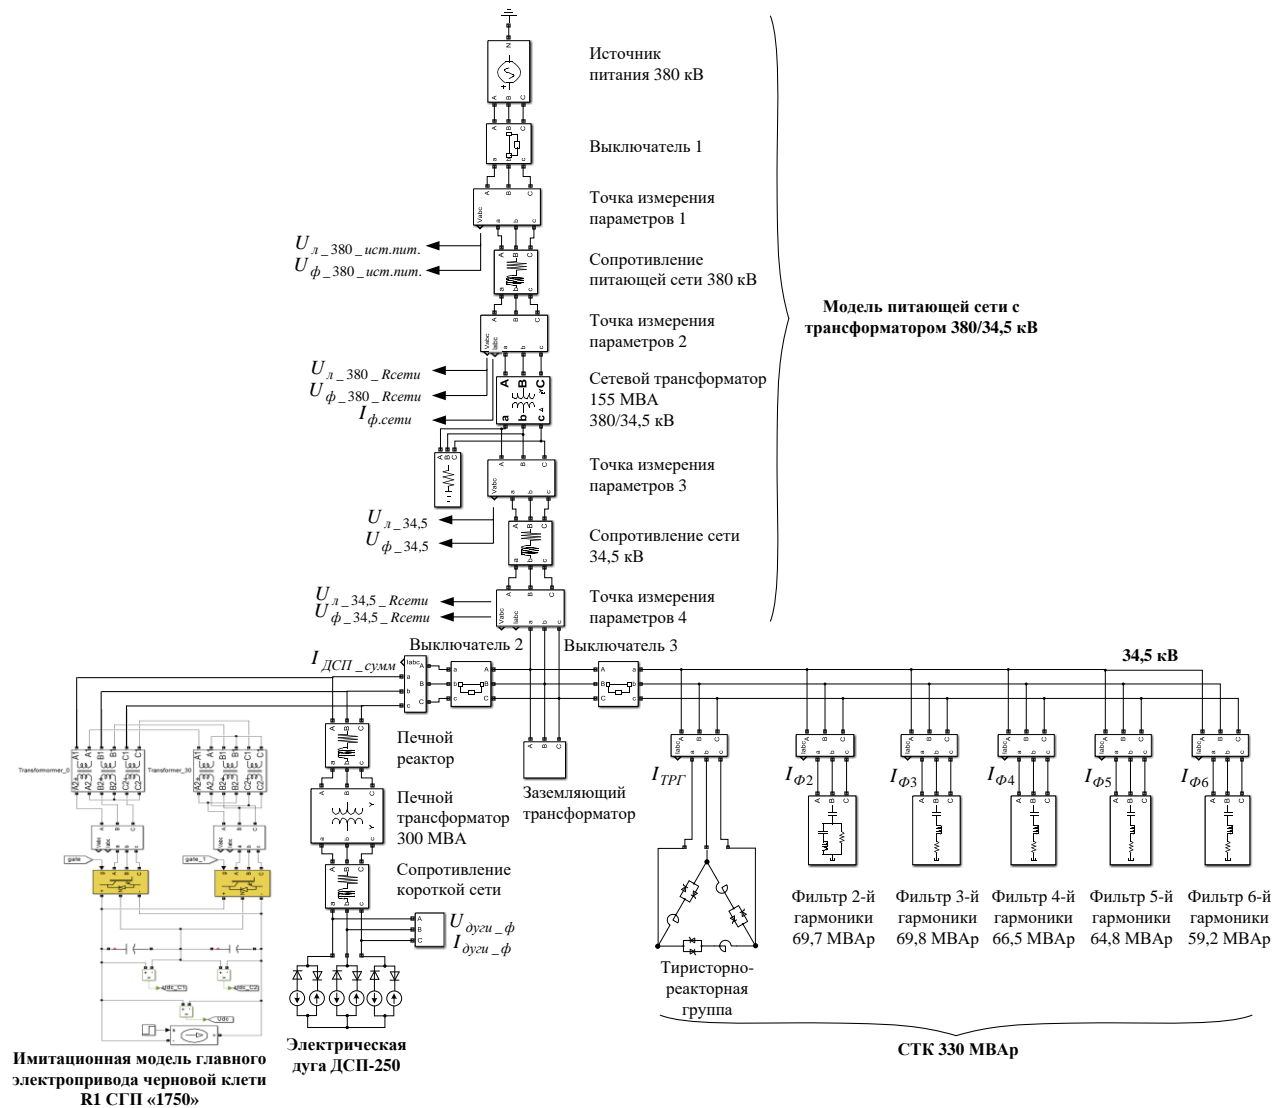 Источник
питания 380 кВ
Выключатель 1
Точка измерения
параметров 1
U л_380_ист.пит.
U ф_380_ист.пит.
Сопротивление
питающей сети 380 кВ
Точка измерения
параметров 2
Модель питающей сети с
трансформатором 380/34,5 кВ
U л_380_Rсети
U ф_380_Rсети
I ф.сети
Сетевой трансформатор
155 МВА
380/34,5 кВ
Точка измерения
параметров 3
U л_34,5
U ф_34,5
Сопротивление сети
34,5 кВ
U л_34,5_Rсети
U ф_34,5_Rсети
Точка измерения
параметров 4
Выключатель 2
Выключатель 3
34,5 кВ
I ДСП_сумм
Transformormer_0
Transformer_30
Печной
реактор
Печной
трансформатор
300 МВА
Сопротивление
короткой сети
Заземляющий
трансформатор
I ТРГ
I Ф2
I Ф3
I Ф4
I Ф5
I Ф6
gate
gate_1
U дуги_ф
I дуги_ф
Фильтр 2-й
гармоники
69,7 МВАр
Фильтр 3-й
гармоники
69,8 МВАр
Фильтр 4-й
гармоники
66,5 МВАр
Фильтр 5-й
гармоники
64,8 МВАр
Фильтр 6-й
гармоники
59,2 МВАр
Тиристорно-
реакторная
группа
Udc
СТК 330 МВАр
Электрическая
дуга ДСП-250
Имитационная модель главного
электропривода черновой клети
R1 СГП «1750»